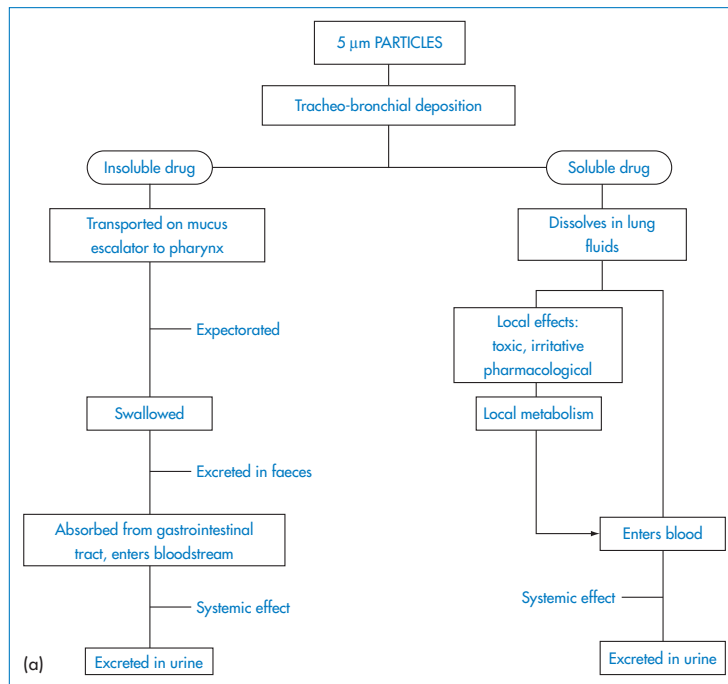 5 µm PARTICLES
Tracheo-bronchial deposition
Insoluble drug
Transported on mucus
escalator to pharynx
Expectorated
Swallowed
Excreted in faeces
Absorbed from gastrointestinal
tract, enters bloodstream
Systemic effect
Excreted in urine
Soluble drug
Dissolves in lung
fluids
Local effects:
toxic, irritative
pharmacological
Local metabolism
Enters blood
Systemic effect
Excreted in urine
(a)